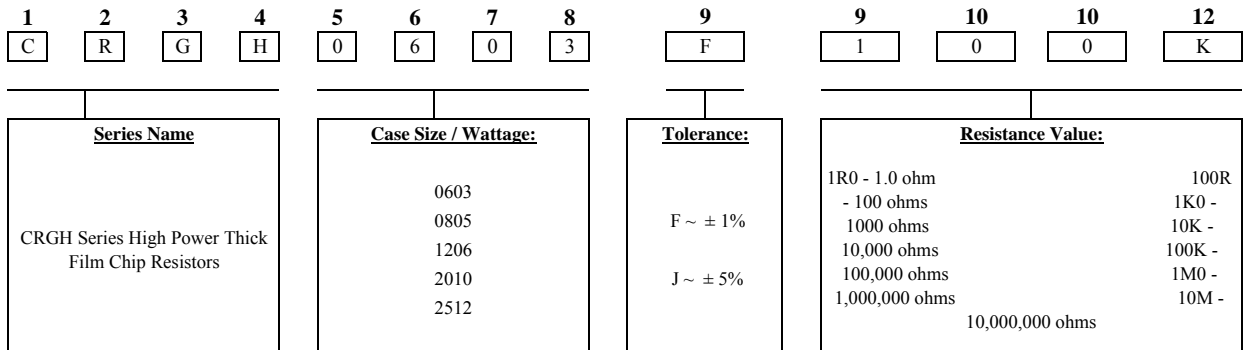 1 2 3 4 5 6 7 8 9 9 10 10 12
C R G H 0 6 0 3 F 1 0 0 K
Series Name
CRGH Series High Power Thick
Film Chip Resistors
Case Size / Wattage:
0603
0805
1206
2010
2512
Tolerance:
F ~ ± 1%
J ~ ± 5%
Resistance Value:
1R0 - 1.0 ohm 100R
- 100 ohms 1K0 -
1000 ohms 10K -
10,000 ohms 100K -
100,000 ohms 1M0 -
1,000,000 ohms 10M -
10,000,000 ohms